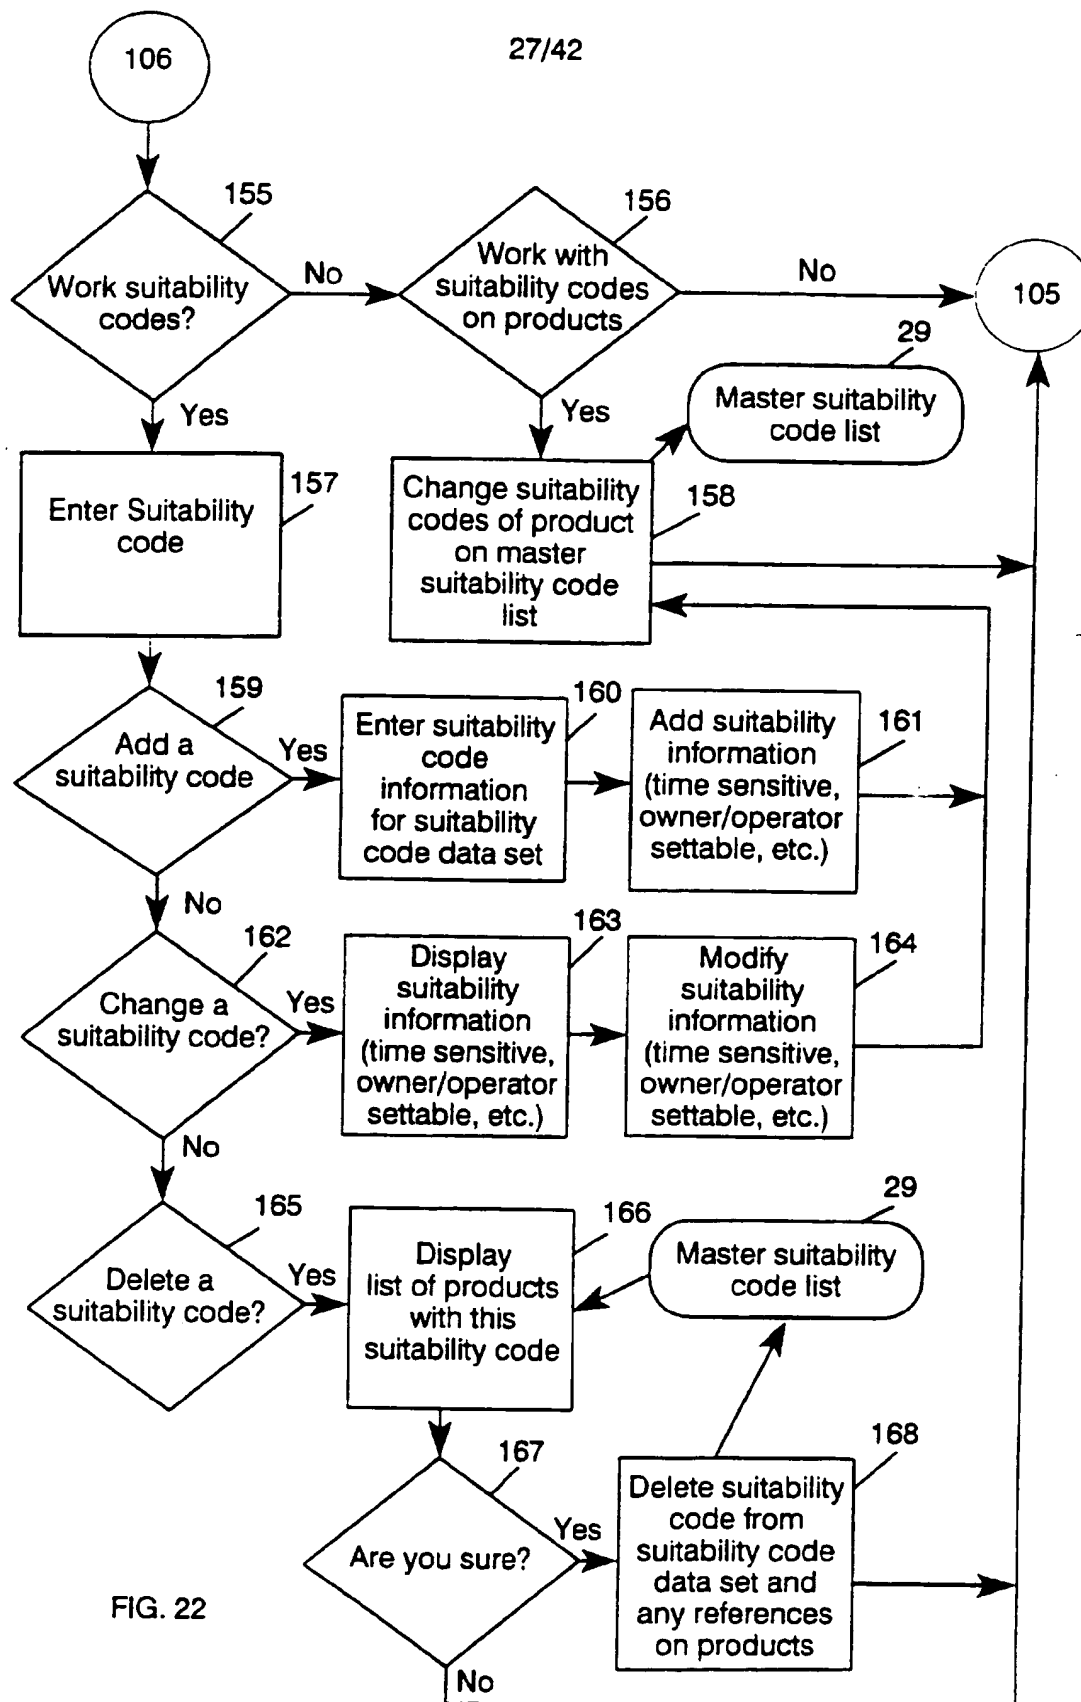 106
27/42
155
Work suitability
codes?
No
156
Work with
suitability codes
on products
No
105
Yes
Yes
29
Master suitability
code list
157
Enter Suitability
code
Change suitability
codes of product
on master
suitability code
list
158
159
Add a
suitability code
Yes
160
Enter suitability
code
information
for suitability
code data set
161
Add suitability
information
(time sensitive,
owner/operator
settable, etc.)
No
162
Change a
suitability code?
Yes
163
Display
suitability
information
(time sensitive,
owner/operator
settable, etc.)
164
Modify
suitability
information
(time sensitive,
owner/operator
settable, etc.)
No
165
Delete a
suitability code?
Yes
166
Display
list of products
with this
suitability code
29
Master suitability
code list
167
Are you sure?
Yes
168
Delete suitability
code from
suitability code
data set and
any references
on products
FIG. 22
No